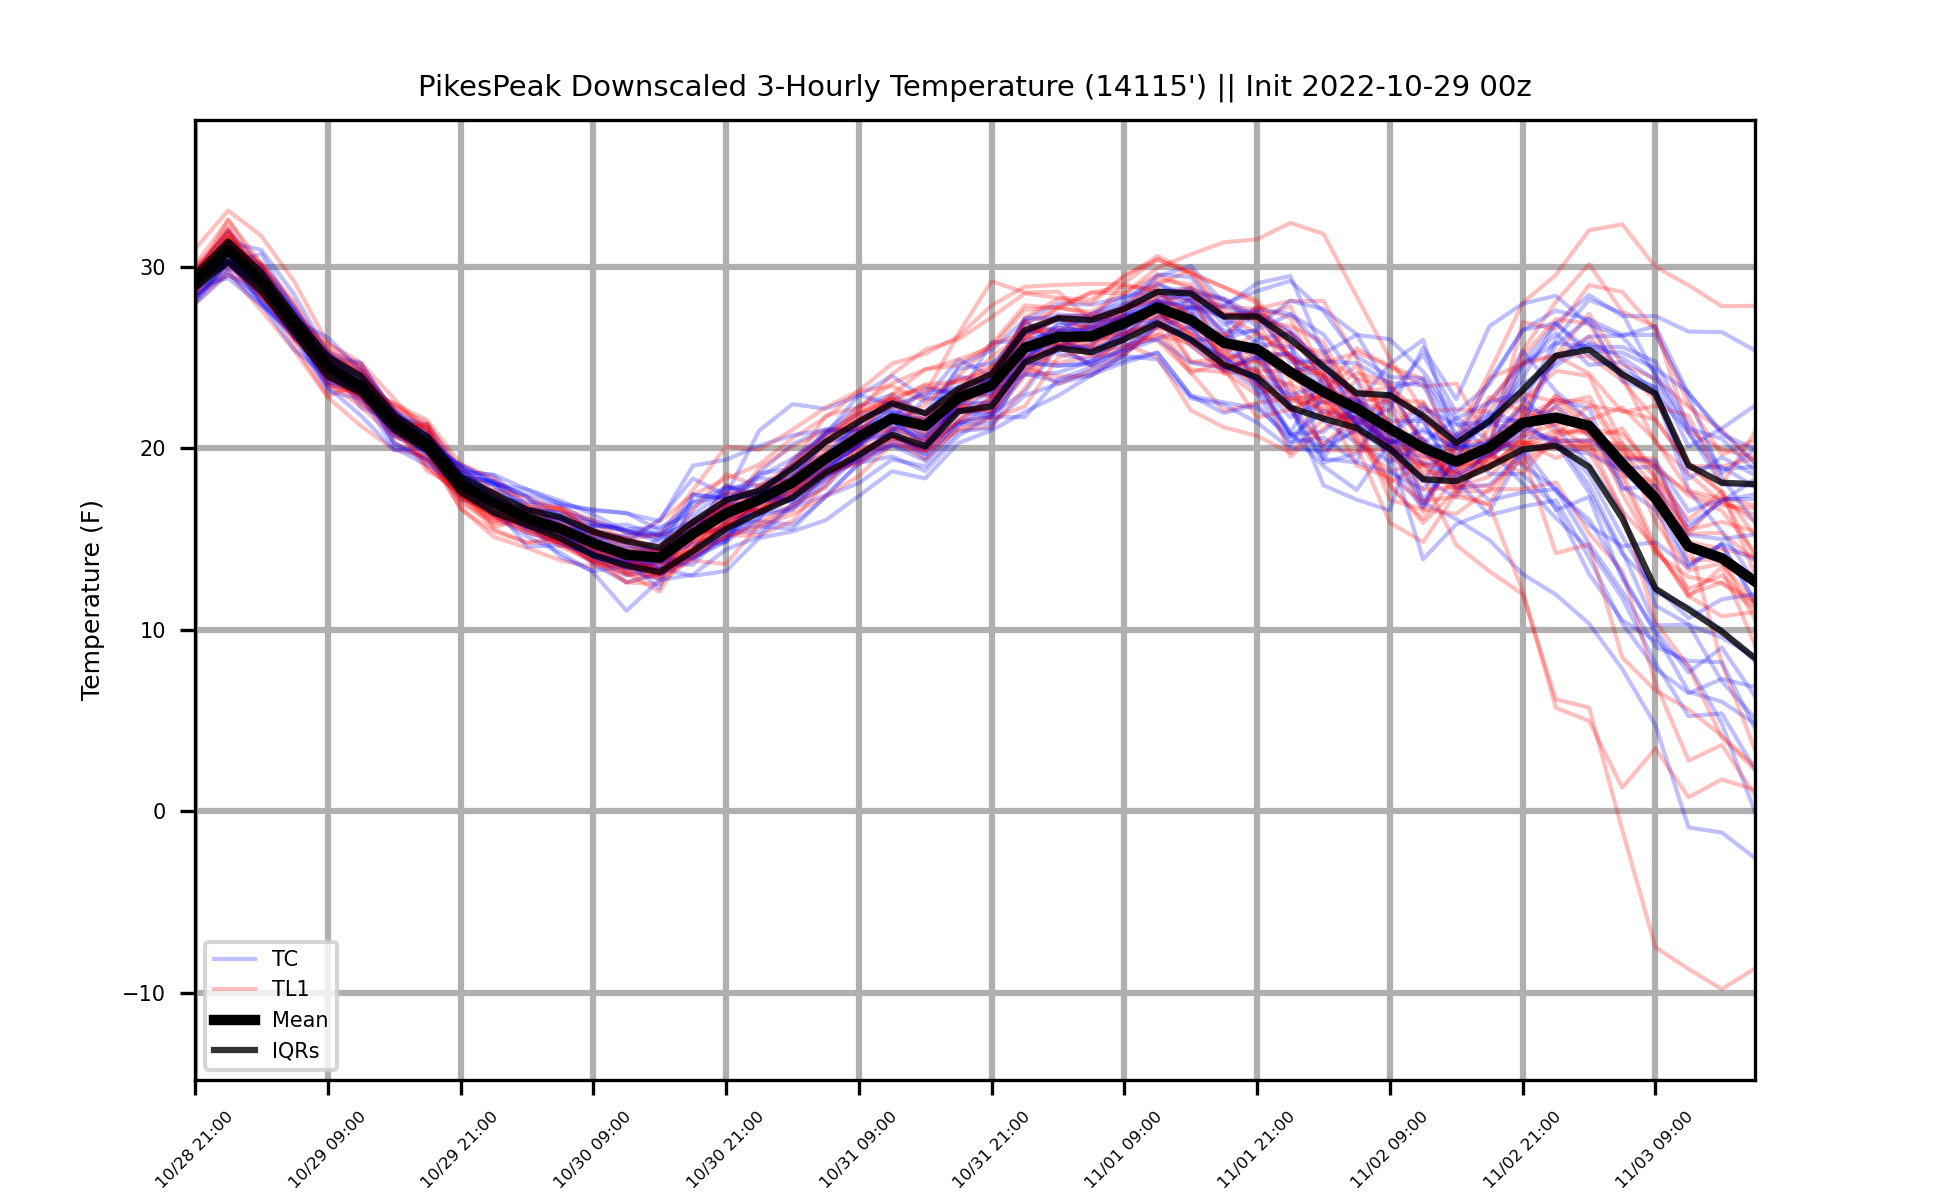 PikesPeak Downscaled 3-Hourly Temperature (14115') || Init 2022-10-29 00z
Temperature (F)
30
20
10
0
−10
TC
TL1
Mean
IQRs
10/28 21:00
10/29 09:00
10/29 21:00
10/30 09:00
10/30 21:00
10/31 09:00
10/31 21:00
11/01 09:00
11/01 21:00
11/02 09:00
11/02 21:00
11/03 09:00